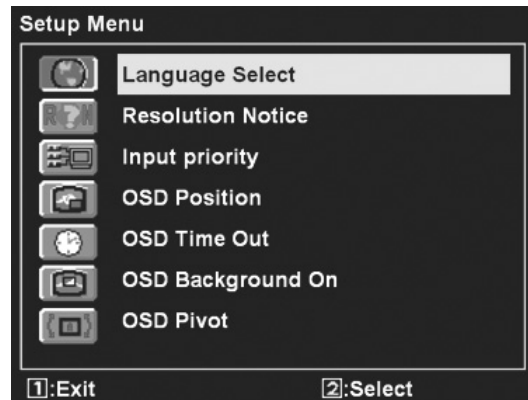 Setup Menu
Language Select
Resolution Notice
Input priority
OSD Position
OSD Time Out
OSD Background On
OSD Pivot
1:Exit 2:Select